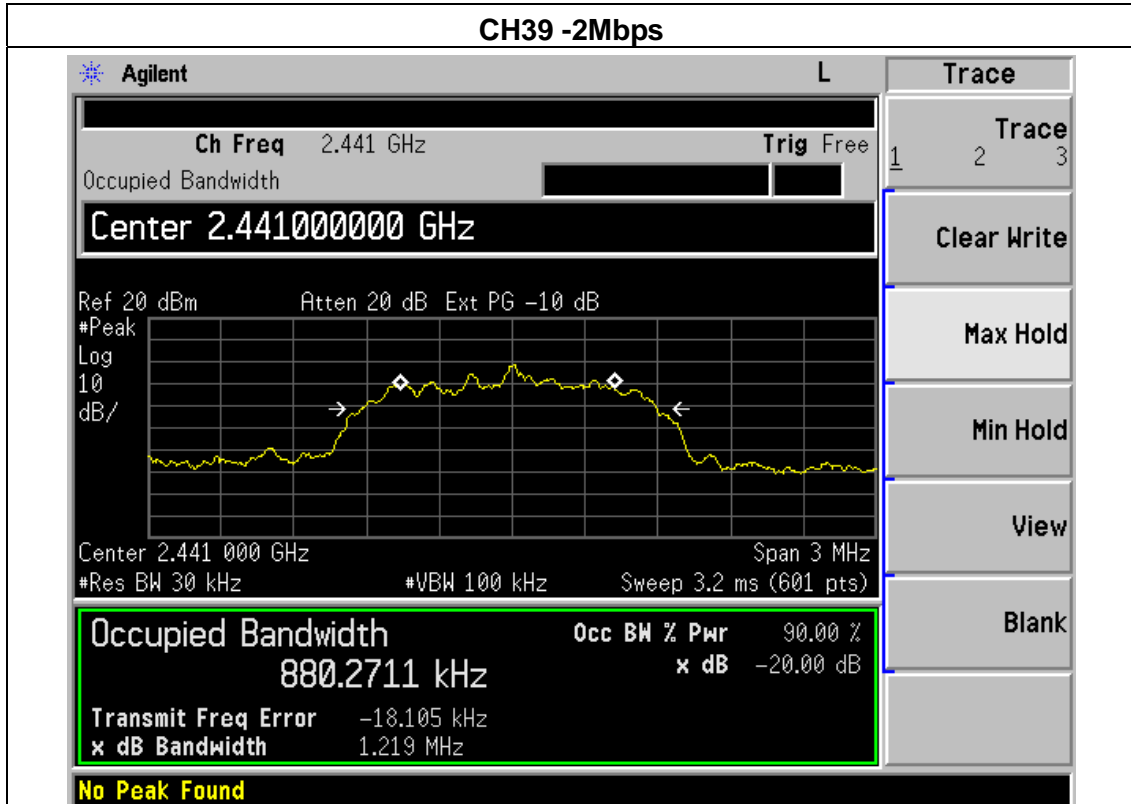 CH39 -2Mbps
Agilent L Trace
Ch Freq 2.441 GHz Trig Free
Occupied Bandwidth
Center 2.441000000 GHz
Ref 20 dBm Atten 20 dB Ext PG -10 dB
#Peak
Log
10
dB/
Center 2.441 000 GHz Span 3 MHz
#Res BW 30 kHz #VBW 100 kHz Sweep 3.2 ms (601 pts)
Occupied Bandwidth Occ BW % Pwr 90.00 %
880.2711 kHz x dB -20.00 dB
Transmit Freq Error -18.105 kHz
x dB Bandwidth 1.219 MHz
No Peak Found
Trace
1 2 3
Clear Write
Max Hold
Min Hold
View
Blank